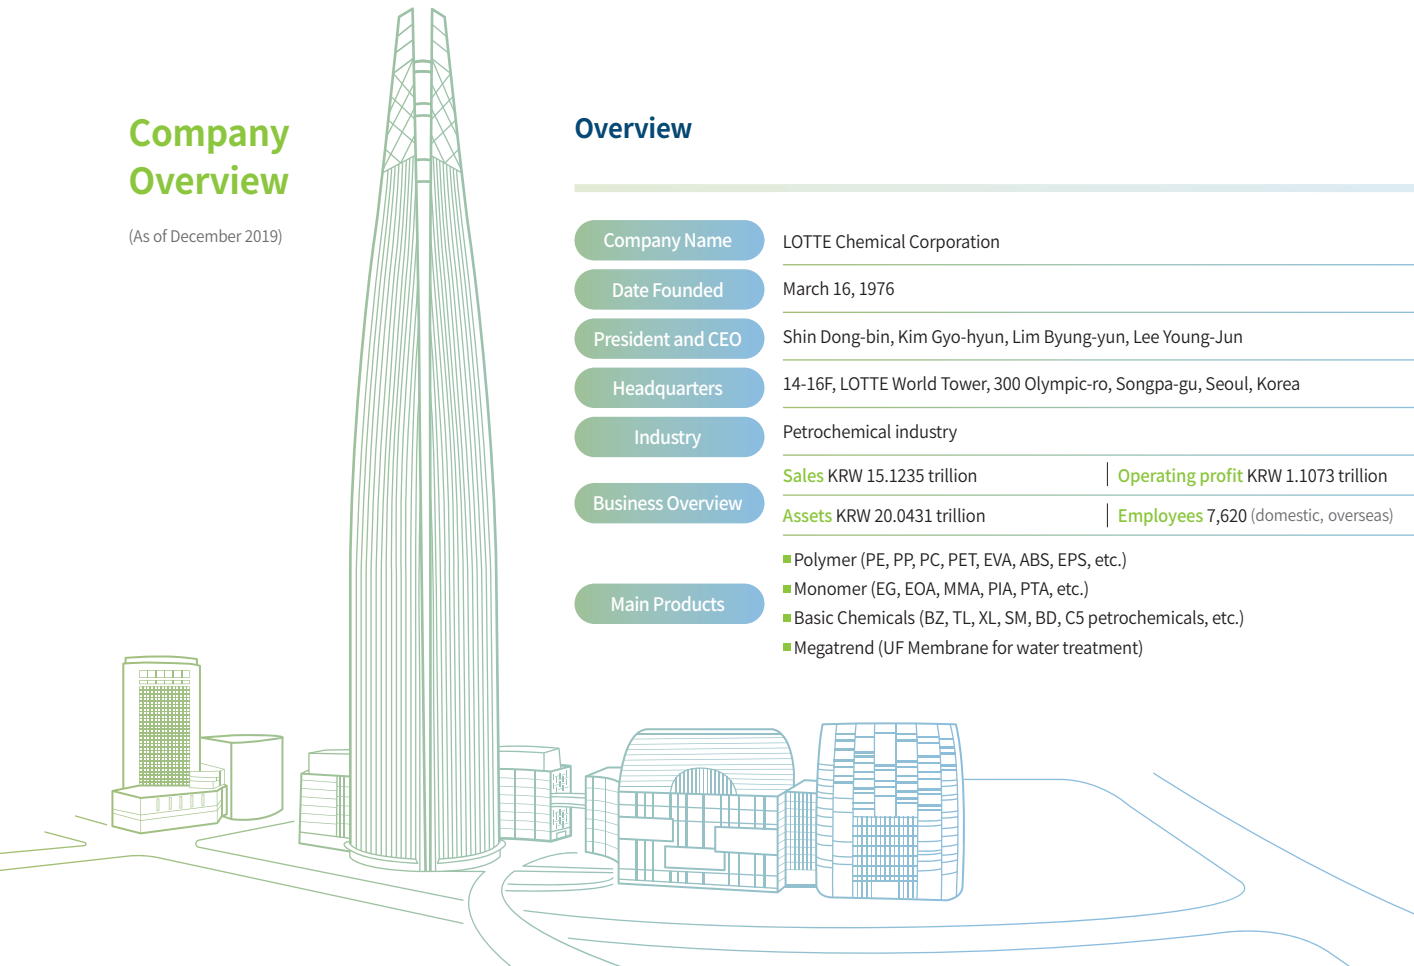 Company
Overview
(As of December 2019)
Overview
Company Name
LOTTE Chemical Corporation
Date Founded
March 16, 1976
President and CEO
Shin Dong-bin, Kim Gyo-hyun, Lim Byung-yun, Lee Young-Jun
Headquarters
14-16F, LOTTE World Tower, 300 Olympic-ro, Songpa-gu, Seoul, Korea
Industry
Petrochemical industry
Business Overview
Sales KRW 15.1235 trillion
Operating profit KRW 1.1073 trillion
Assets KRW 20.0431 trillion
Employees 7,620 (domestic, overseas)
Main Products
Polymer (PE, PP, PC, PET, EVA, ABS, EPS, etc.)
Monomer (EG, EOA, MMA, PIA, PTA, etc.)
Basic Chemicals (BZ, TL, XL, SM, BD, C5 petrochemicals, etc.)
Megatrend (UF Membrane for water treatment)